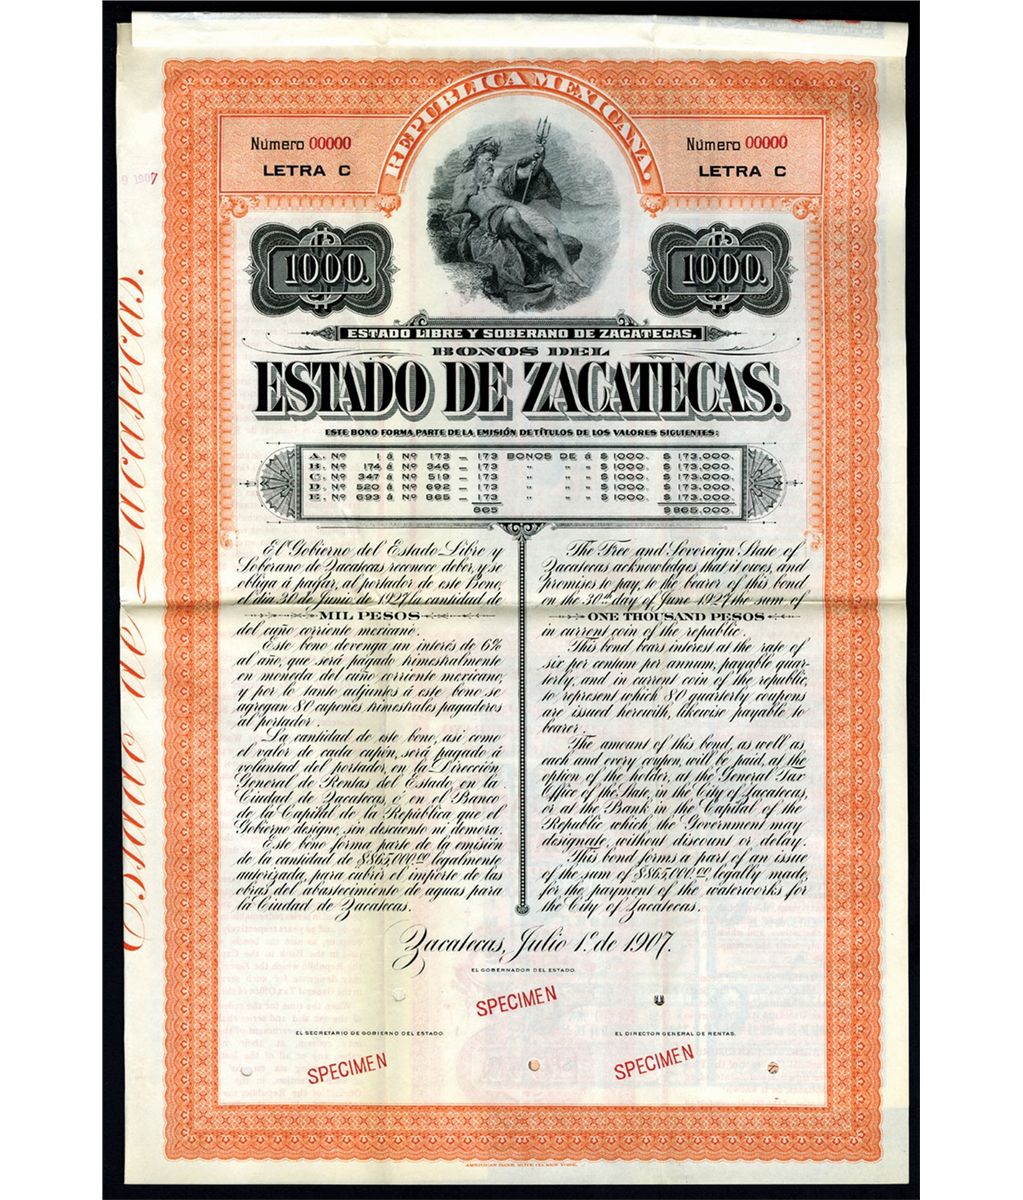 REPUBLICA MEXICANA.
Número 00000
LETRA C
Número 00000
LETRA C
1000.
1000.
ESTADO LIBRE Y SOBERANO DE ZACATECAS.
BONOS DEL
ESTADO DE ZACATECAS.
ESTE BONO FORMA PARTE DE LA EMISIÓN DE TÍTULOS DE LOS VALORES SIGUIENTES:
A. Nº 1 á Nº 173 — 173 BONOS DE á $1000. $173,000.
B. Nº 174 á Nº 346 — 173 " " " $1000. $173,000.
C. Nº 347 á Nº 519 — 173 " " " $1000. $173,000.
D. Nº 520 á Nº 692 — 173 " " " $1000. $173,000.
E. Nº 693 á Nº 865 — 173 " " " $1000. $173,000.
865 $865,000.
El Gobierno del Estado Libre y
Soberano de Zacatecas reconoce deber, y se
obliga á pagar, al portador de este Bono,
el dia 30 de Junio de 1927 la cantidad de
MIL PESOS
del cuño corriente mexicano.
Este bono devenga un interés de 6%
al año, que será pagado trimestralmente
en moneda del cuño corriente mexicano,
y por lo tanto adjuntos á este bono se
agregan 80 cupones trimestrales pagaderos
al portador.
La cantidad de este bono, asi como
el valor de cada cupón, será pagado á
voluntad del portador, en la Dirección
General de Rentas del Estado, en la
Ciudad de Zacatecas, o en el Banco
de la Capital de la República que el
Gobierno designe, sin descuento ni demora.
Este bono forma parte de la emisión
de la cantidad de $865,000.00 legalmente
autorizada, para cubrir el importe de las
obras del abastecimiento de aguas para
la Ciudad de Zacatecas.
The Free and Sovereign State of
Zacatecas acknowledges that it owes, and
promises to pay, to the bearer of this bond
on the 30th day of June 1927 the sum of
ONE THOUSAND PESOS
in current coin of the republic.
This bond bears interest at the rate of
six per centum per annum, payable quar-
terly, and in current coin of the republic,
to represent which 80 quarterly coupons
are issued herewith, likewise payable to
bearer.
The amount of this bond, as well as
each and every coupon, will be paid, at the
option of the holder, at the General Tax
Office of the State, in the City of Zacatecas,
or at the Bank in the Capital of the
Republic which the Government may
designate, without discount or delay.
This bond forms a part of an issue
of the sum of $865,000.00 legally made,
for the payment of the waterworks for
the City of Zacatecas.
Zacatecas, Julio 1º de 1907.
EL GOBERNADOR DEL ESTADO.
SPECIMEN
EL SECRETARIO DE GOBIERNO DEL ESTADO.
EL DIRECTOR GENERAL DE RENTAS.
SPECIMEN
SPECIMEN
AMERICAN BANK NOTE CO. NEW YORK.
Estado de Zacatecas.
1907